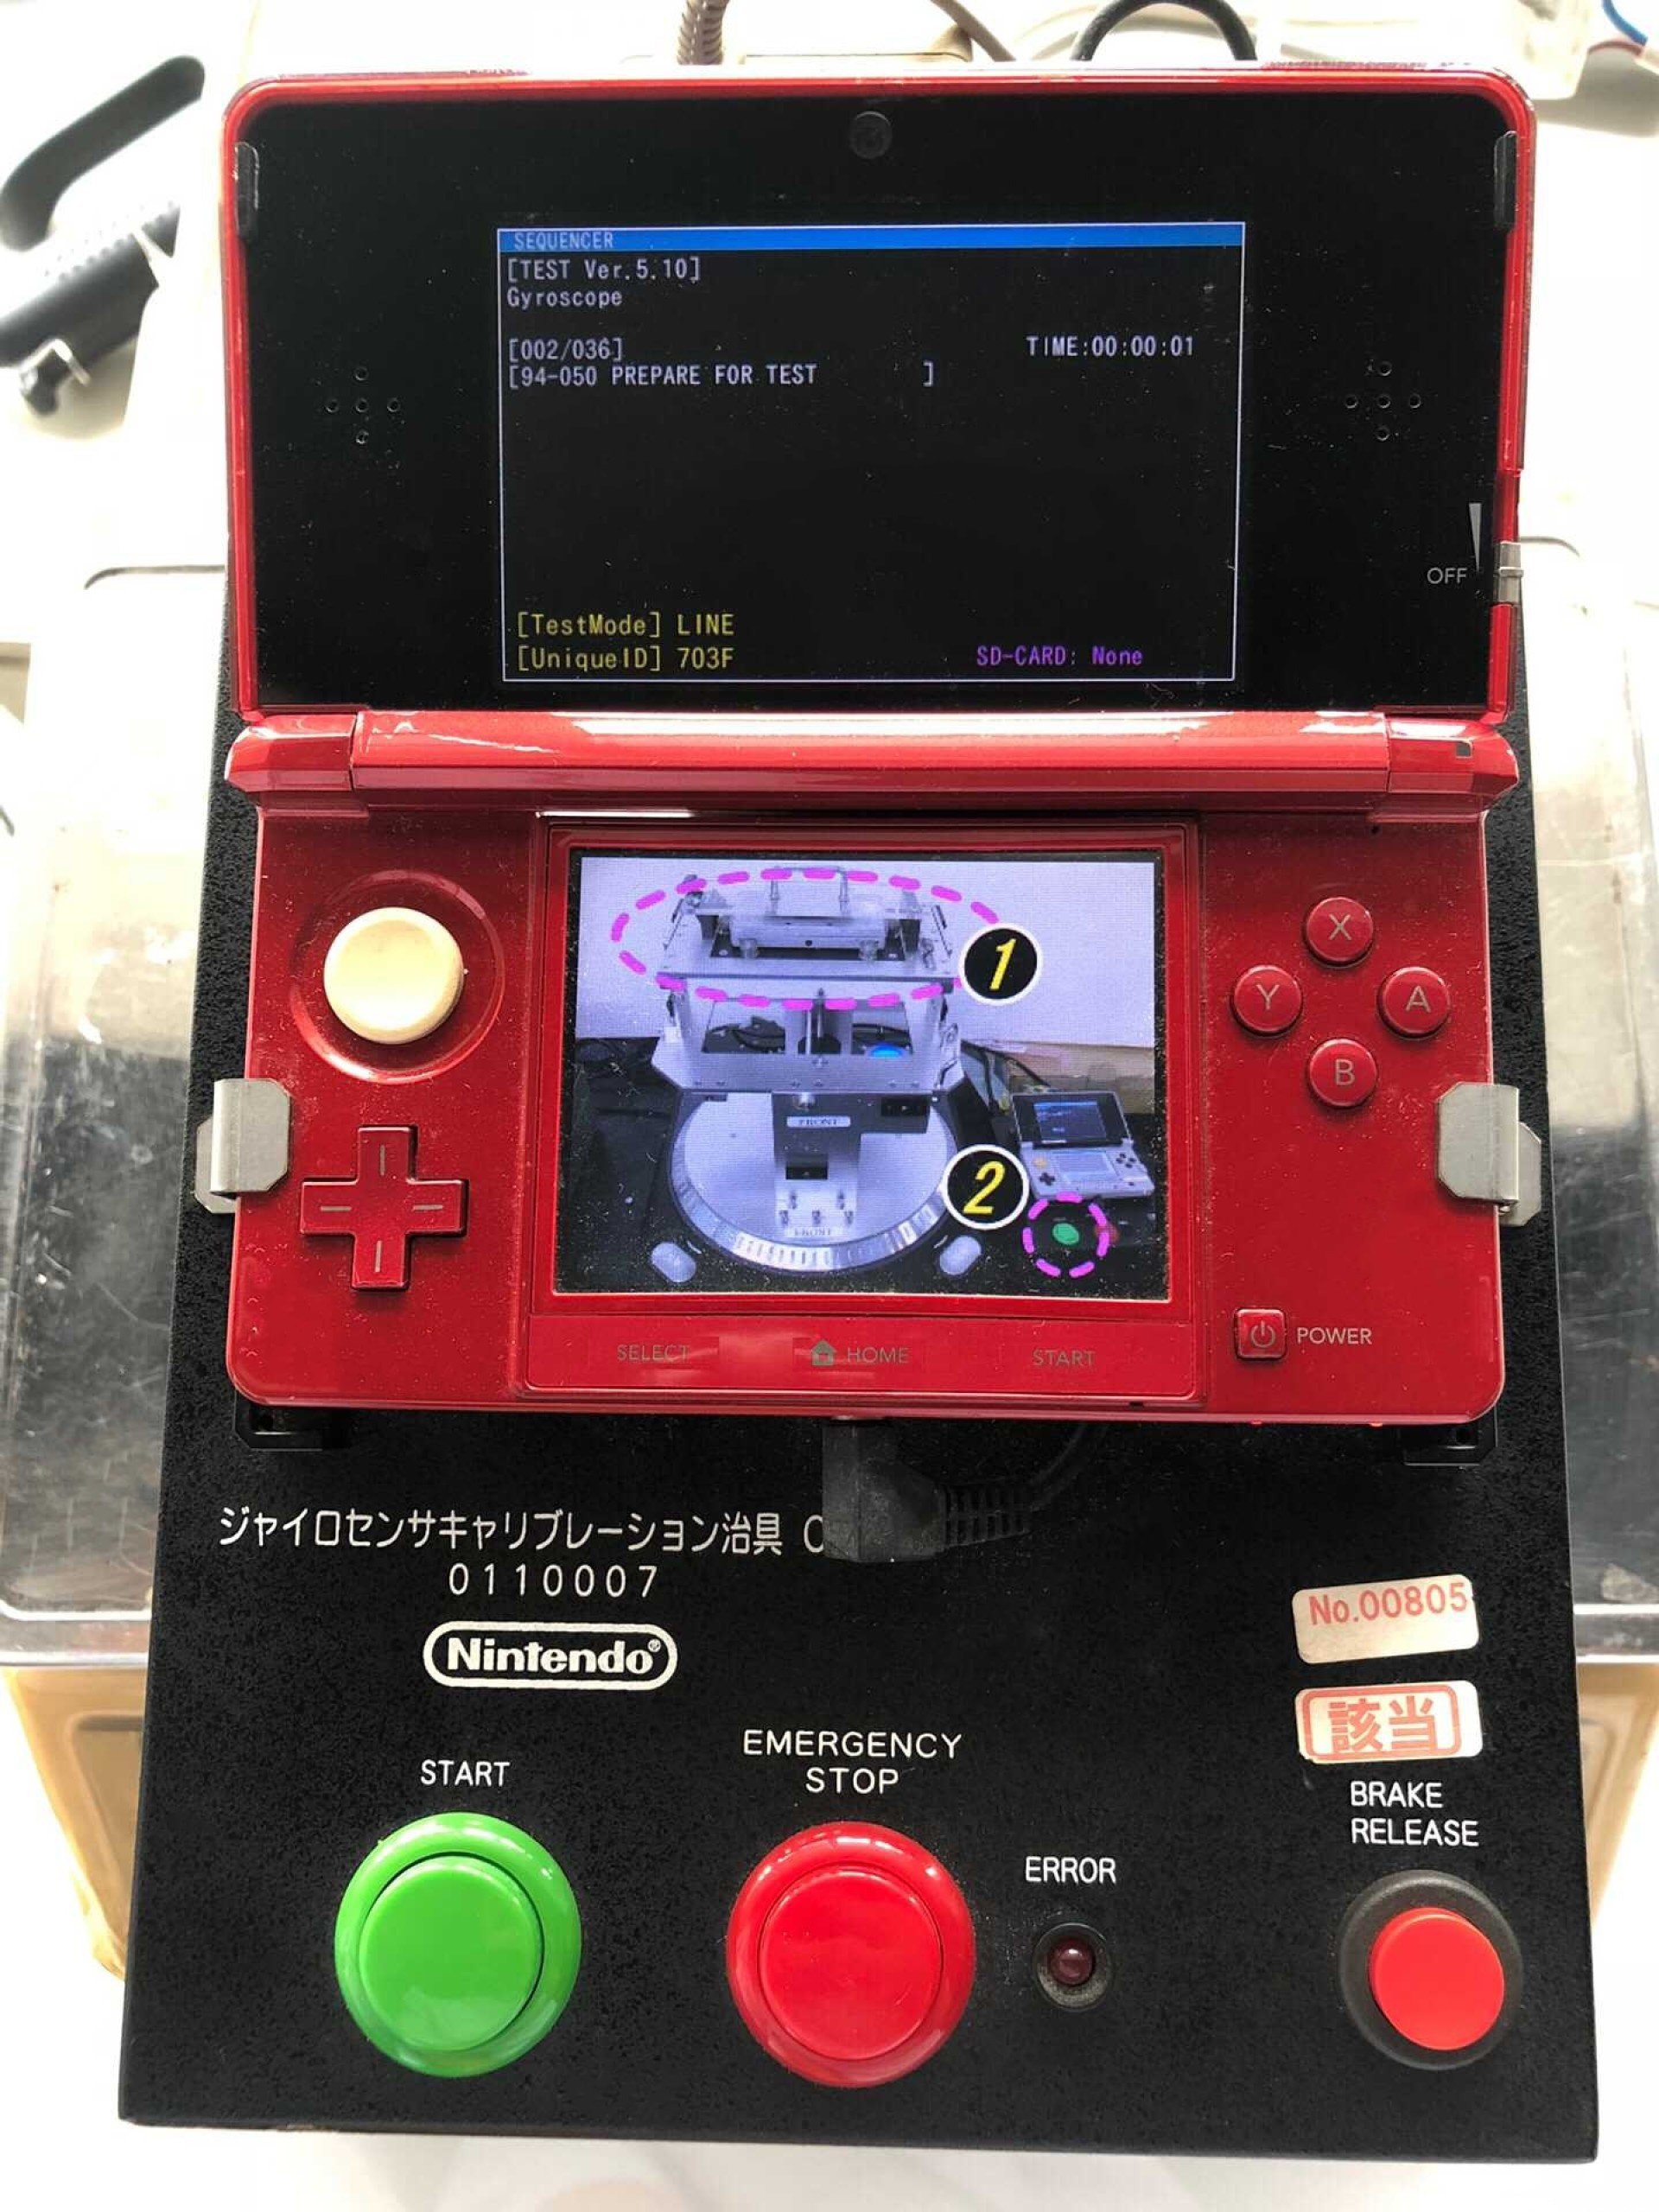 SEQUENCER
[TEST Ver.5.10]
Gyroscope
[002/036] TIME:00:00:01
[94-050 PREPARE FOR TEST ]
[TestMode] LINE
[UniqueID] 703F SD-CARD: None
OFF
1
2
FRONT
FRONT
X
Y
A
B
SELECT HOME START
POWER
ジャイロセンサキャリブレーション治具
0110007
Nintendo®
No.00805
該当
START
EMERGENCY
STOP
ERROR
BRAKE
RELEASE